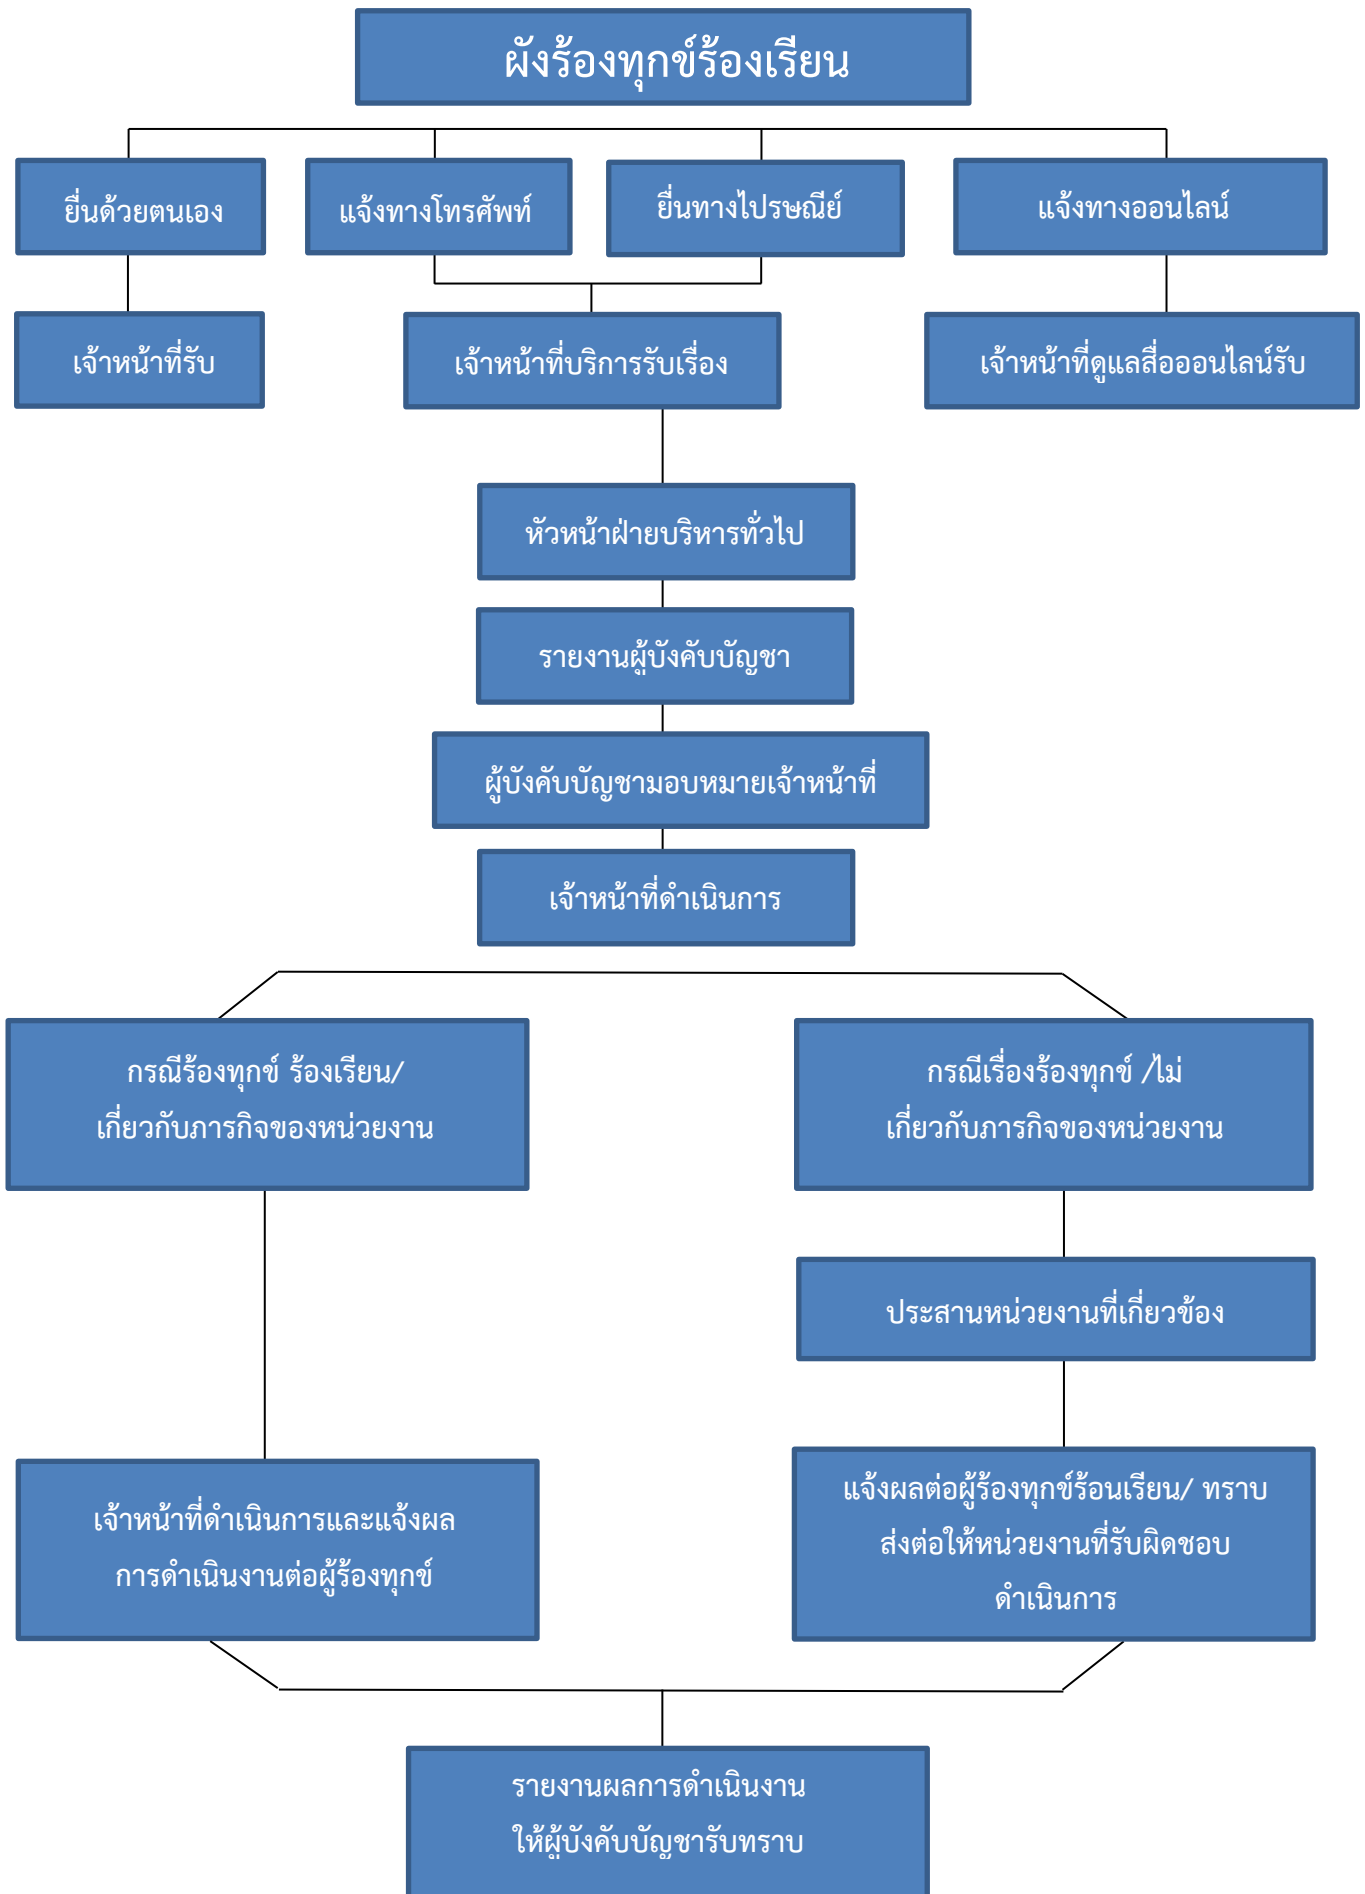 ผังร้องทุกข์ร้องเรียน
ยื่นด้วยตนเอง
แจ้งทางโทรศัพท์
ยื่นทางไปรษณีย์
แจ้งทางออนไลน์
เจ้าหน้าที่รับ
เจ้าหน้าที่บริการรับเรื่อง
เจ้าหน้าที่ดูแลสื่อออนไลน์รับ
หัวหน้าฝ่ายบริหารทั่วไป
รายงานผู้บังคับบัญชา
ผู้บังคับบัญชามอบหมายเจ้าหน้าที่
เจ้าหน้าที่ดำเนินการ
กรณีร้องทุกข์ ร้องเรียน/
เกี่ยวกับภารกิจของหน่วยงาน
กรณีเรื่องร้องทุกข์ /ไม่
เกี่ยวกับภารกิจของหน่วยงาน
ประสานหน่วยงานที่เกี่ยวข้อง
เจ้าหน้าที่ดำเนินการและแจ้งผล
การดำเนินงานต่อผู้ร้องทุกข์
แจ้งผลต่อผู้ร้องทุกข์ร้อนเรียน/ ทราบ
ส่งต่อให้หน่วยงานที่รับผิดชอบ
ดำเนินการ
รายงานผลการดำเนินงาน
ให้ผู้บังคับบัญชารับทราบ